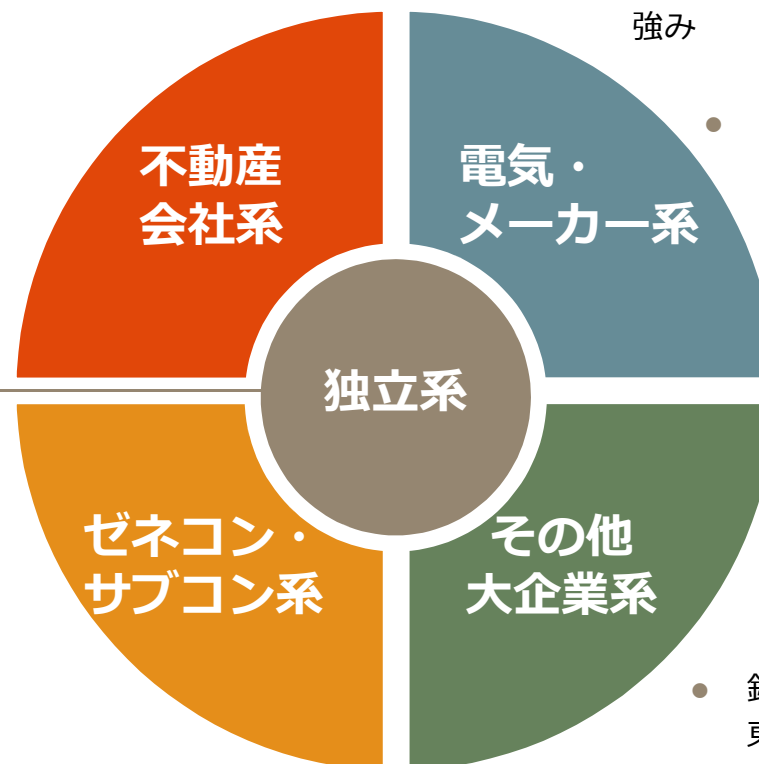 強み
不動産
会社系
電気・
メーカー系
独立系
ゼネコン・
サブコン系
その他
大企業系